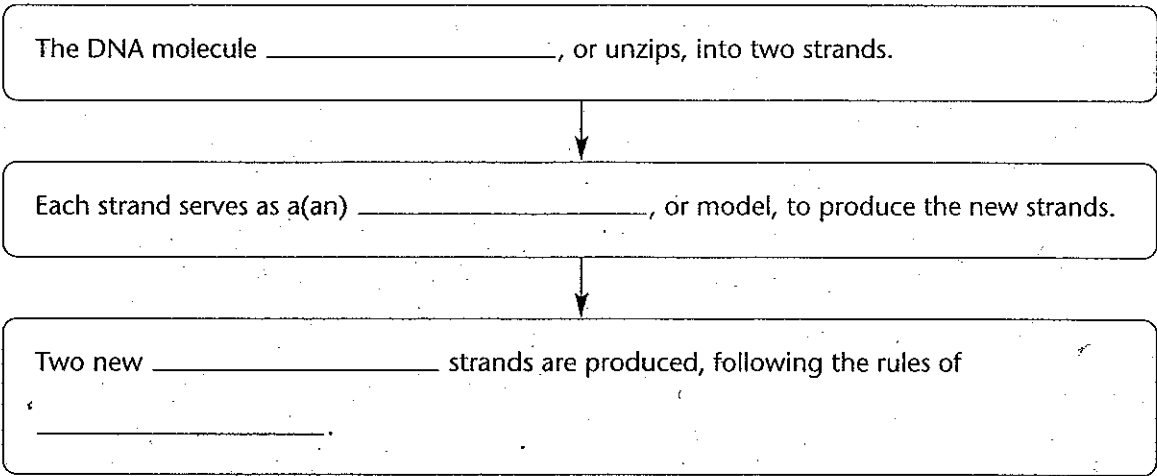 The DNA molecule ____________________, or unzips, into two strands.
Each strand serves as a(an) ____________________, or model, to produce the new strands.
Two new ____________________ strands are produced, following the rules of
____________________.